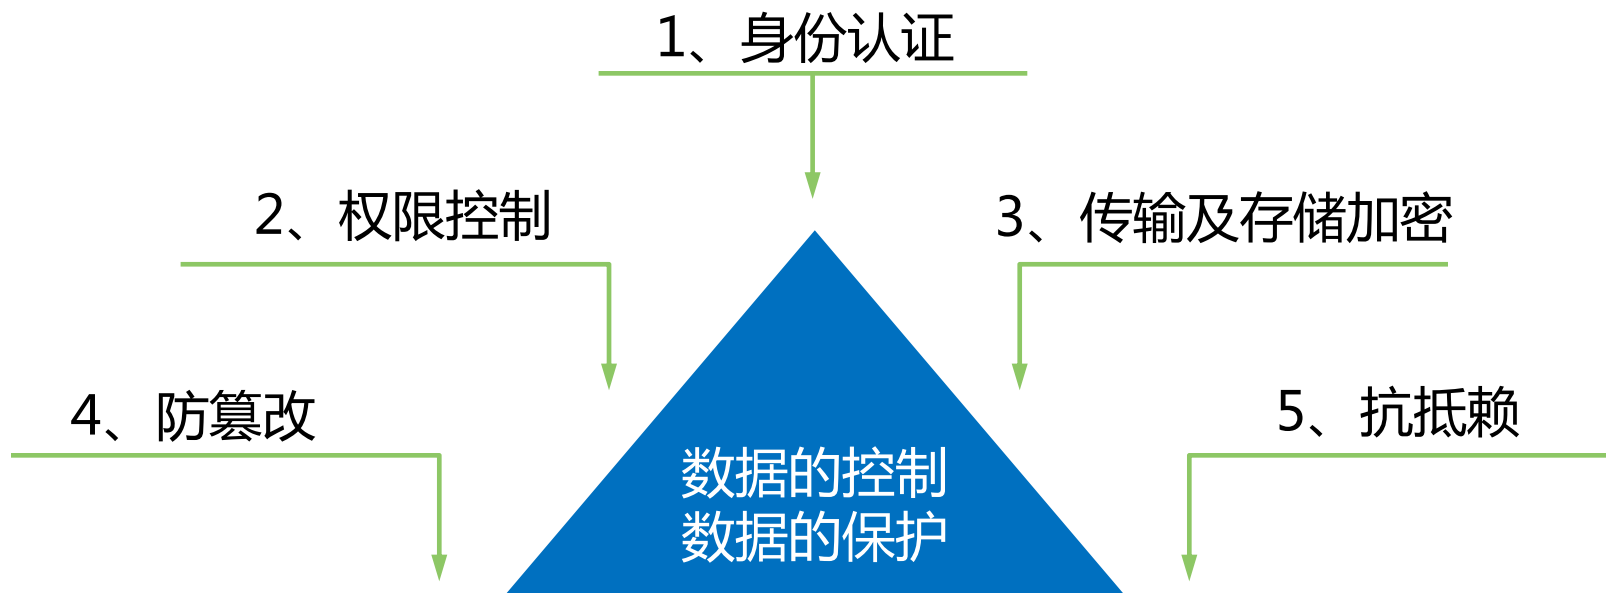 1、身份认证
2、权限控制
3、传输及存储加密
4、防篡改
5、抗抵赖
数据的控制
数据的保护